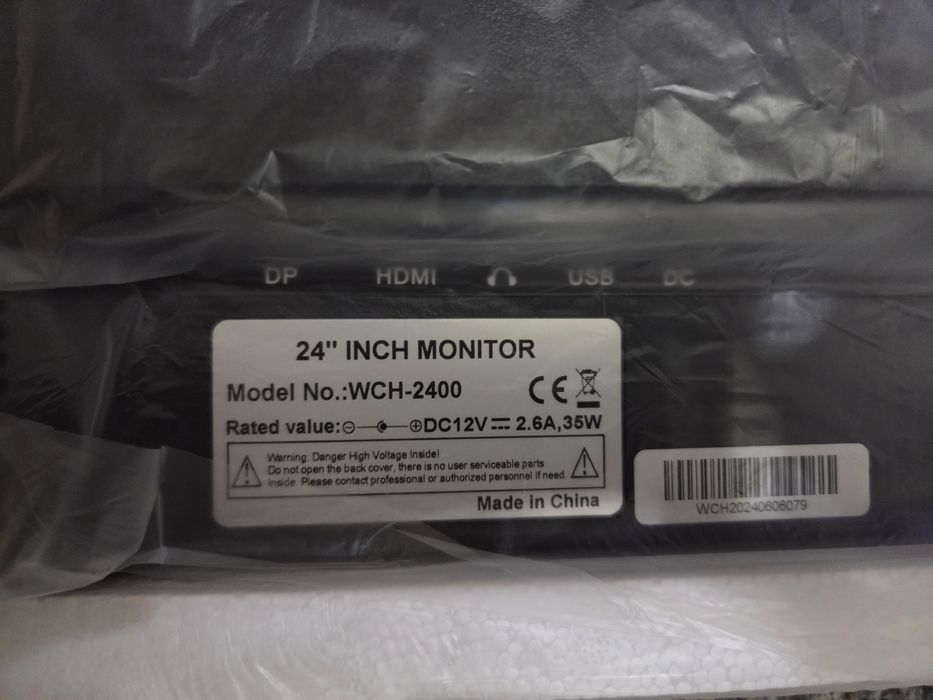 DP HDMI USB DC
24" INCH MONITOR
Model No.:WCH-2400
CE
Rated value:⊖—⊕DC12V⎓2.6A,35W
Warning: Danger High Voltage Inside!
Do not open the back cover, there is no user serviceable parts
inside. Please contact professional or authorized personnel if need.
Made in China
WCH20240606079